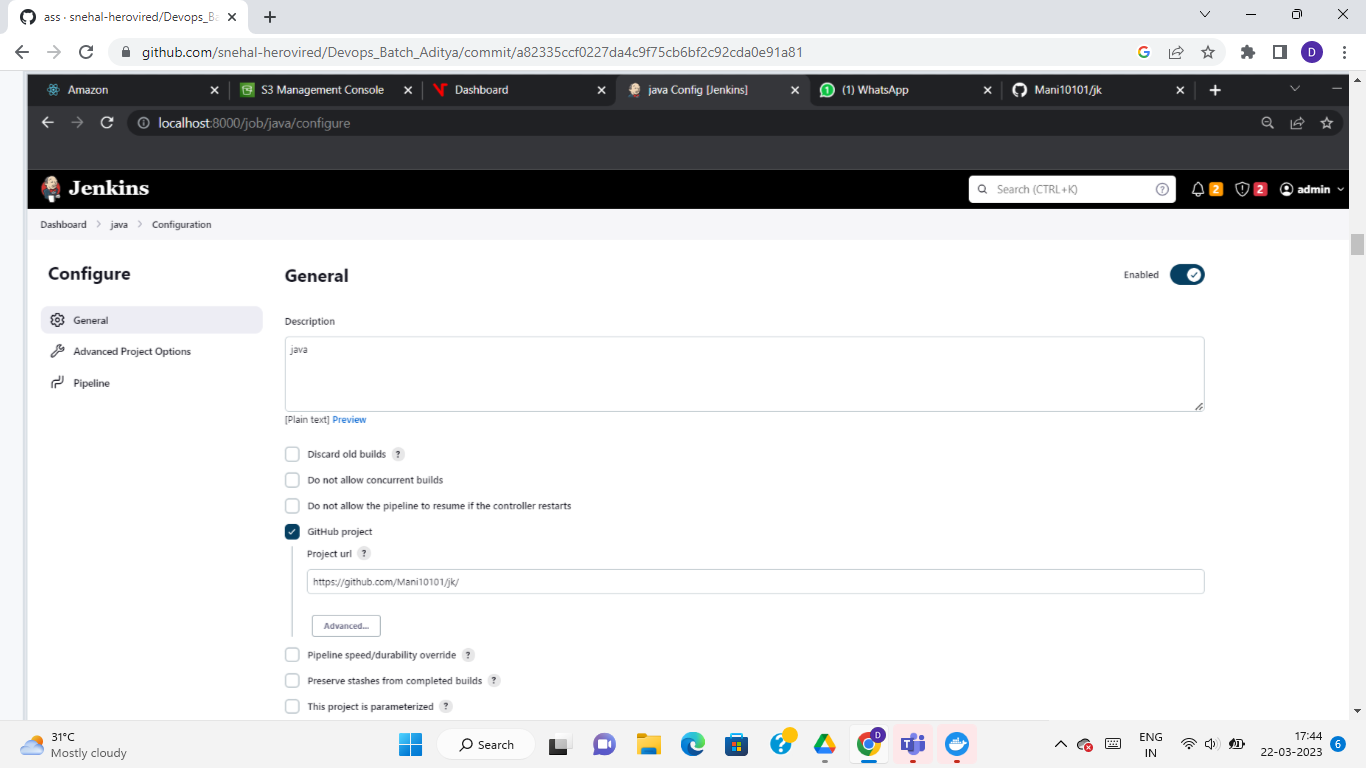 ass · snehal-herovired/Devops_Ba
github.com/snehal-herovired/Devops_Batch_Aditya/commit/a82335ccf0227da4c9f75cb6bf2c92cda0e91a81
D
Amazon
S3 Management Console
Dashboard
java Config [Jenkins]
(1) WhatsApp
Mani10101/jk
localhost:8000/job/java/configure
Jenkins
Search (CTRL+K)
2
2
admin
Dashboard
java
Configuration
Configure
General
Enabled
General
Advanced Project Options
Pipeline
Description
java
[Plain text] Preview
Discard old builds ?
Do not allow concurrent builds
Do not allow the pipeline to resume if the controller restarts
GitHub project
Project url ?
https://github.com/Mani10101/jk/
Advanced...
Pipeline speed/durability override ?
Preserve stashes from completed builds ?
This project is parameterized ?
31°C
Mostly cloudy
Search
D
ENG
IN
17:44
22-03-2023
6